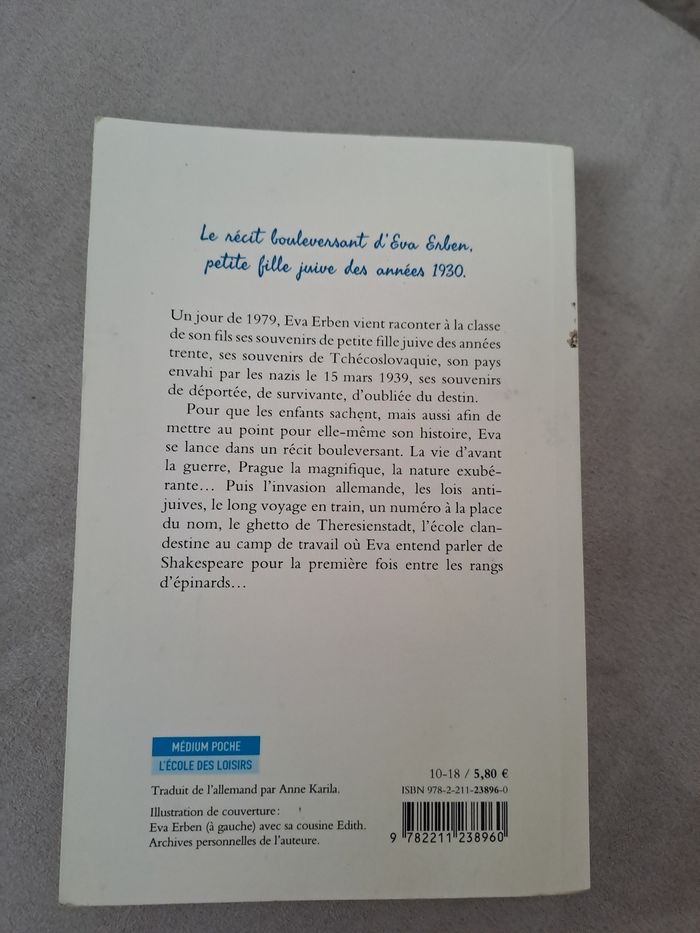 Le récit bouleversant d'Eva Erben,
petite fille juive des années 1930.
Un jour de 1979, Eva Erben vient raconter à la classe
de son fils ses souvenirs de petite fille juive des années
trente, ses souvenirs de Tchécoslovaquie, son pays
envahi par les nazis le 15 mars 1939, ses souvenirs
de déportée, de survivante, d'oubliée du destin.
Pour que les enfants sachent, mais aussi afin de
mettre au point pour elle-même son histoire, Eva
se lance dans un récit bouleversant. La vie d'avant
la guerre, Prague la magnifique, la nature exubé-
rante... Puis l'invasion allemande, les lois anti-
juives, le long voyage en train, un numéro à la place
du nom, le ghetto de Theresienstadt, l'école clan-
destine au camp de travail où Eva entend parler de
Shakespeare pour la première fois entre les rangs
d'épinards...
MÉDIUM POCHE
L'ÉCOLE DES LOISIRS
Traduit de l'allemand par Anne Karila.
Illustration de couverture :
Eva Erben (à gauche) avec sa cousine Edith.
Archives personnelles de l'auteure.
10-18 / 5,80 €
ISBN 978-2-211-23896-0
9 782211 238960